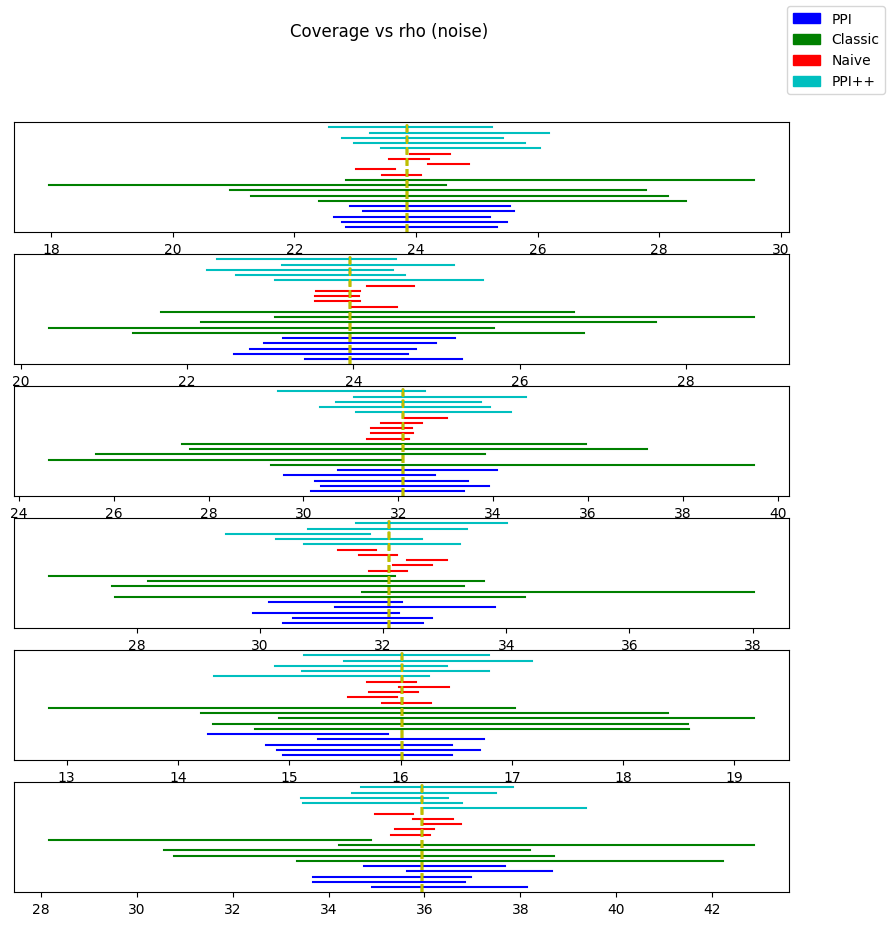 Coverage vs rho (noise)
PPI
Classic
Naive
PPI++
18 20 22 24 26 28 30
20 22 24 26 28
24 26 28 30 32 34 36 38 40
28 30 32 34 36 38
13 14 15 16 17 18 19
28 30 32 34 36 38 40 42